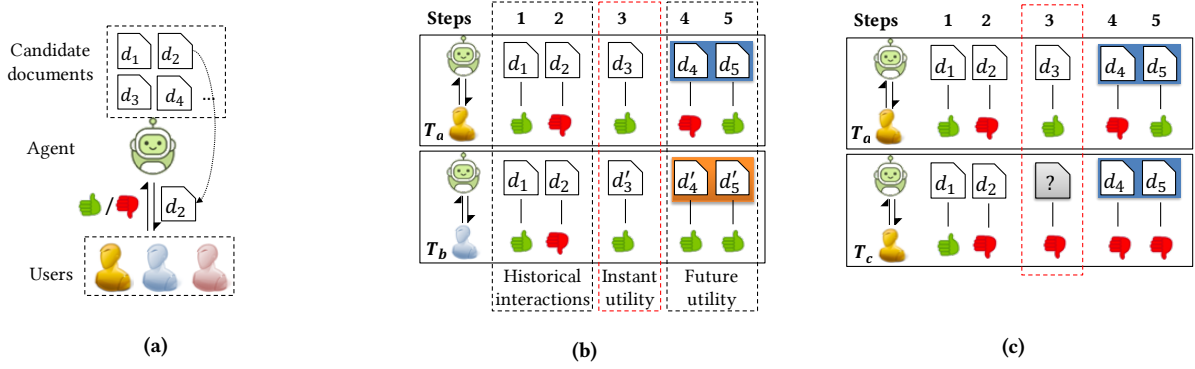 Candidate
documents
d₁ d₂
d₃ d₄ ...
Agent
/
d₂
Users
(a)
Steps 1 2 3 4 5
d₁ d₂ d₃ d₄ d₅
Tₐ
d₁ d₂ d′₃ d′₄ d′₅
T_b
Historical
interactions
Instant
utility
Future
utility
(b)
Steps 1 2 3 4 5
d₁ d₂ d₃ d₄ d₅
Tₐ
d₁ d₂ ? d₄ d₅
T_c
(c)